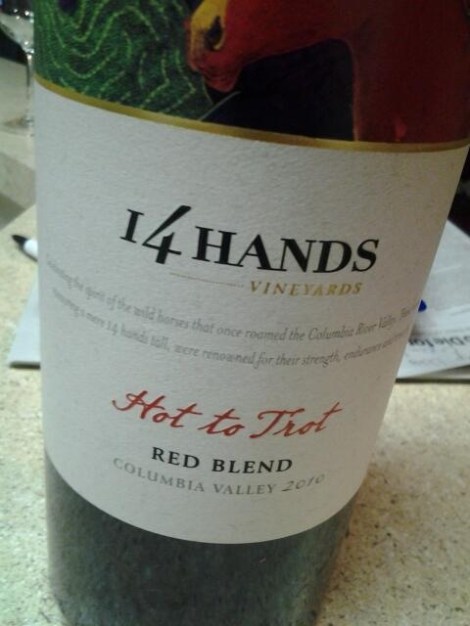 14 HANDS
VINEYARDS
the spirit of the wild horses that once roamed the Columbia River Valley.
a mere 14 hands tall, were renowned for their strength, endurance and
Hot to Trot
RED BLEND
COLUMBIA VALLEY 2010